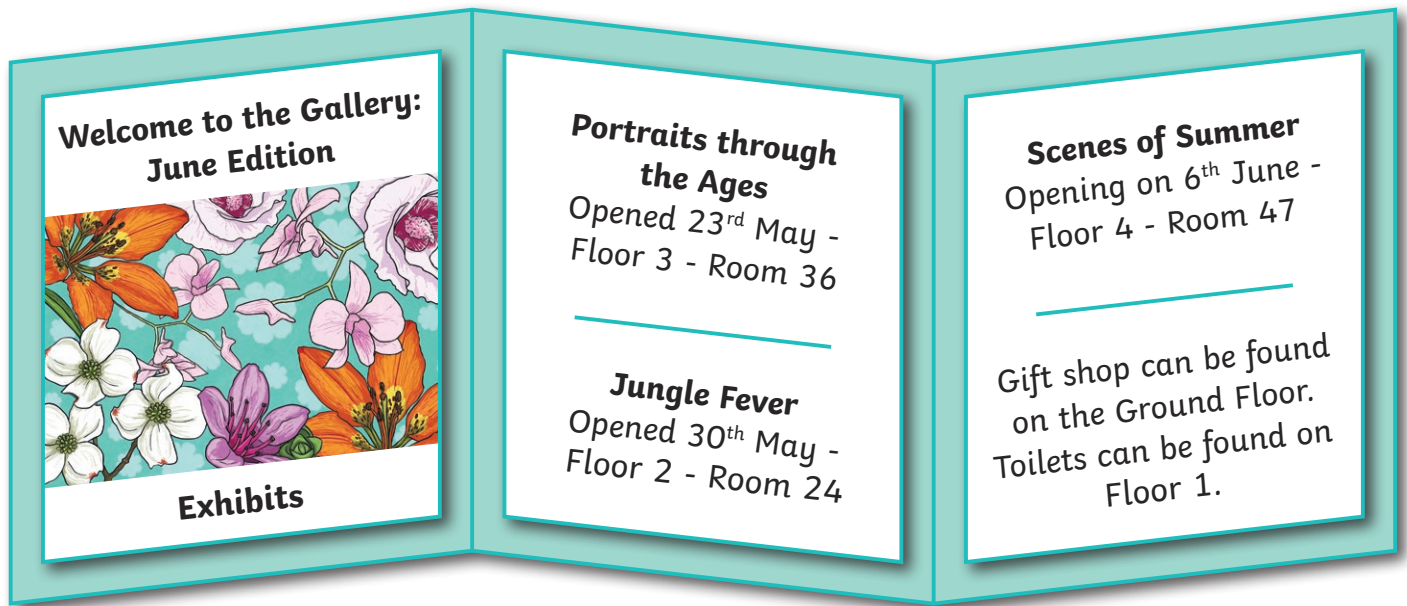 Welcome to the Gallery:
June Edition
Exhibits
Portraits through
the Ages
Opened 23rd May -
Floor 3 - Room 36
Jungle Fever
Opened 30th May -
Floor 2 - Room 24
Scenes of Summer
Opening on 6th June -
Floor 4 - Room 47
Gift shop can be found
on the Ground Floor.
Toilets can be found on
Floor 1.